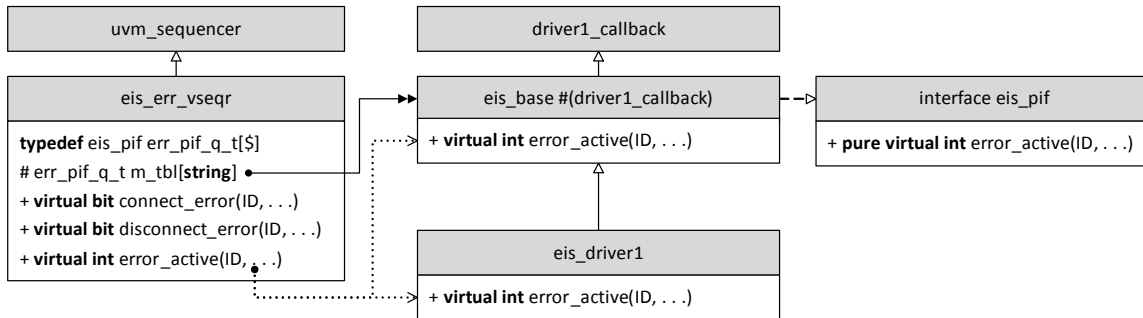 uvm_sequencer
eis_err_vseqr
typedef eis_pif err_pif_q_t[$]
# err_pif_q_t m_tbl[string]
+ virtual bit connect_error(ID, . . .)
+ virtual bit disconnect_error(ID, . . .)
+ virtual int error_active(ID, . . .)
driver1_callback
eis_base #(driver1_callback)
+ virtual int error_active(ID, . . .)
eis_driver1
+ virtual int error_active(ID, . . .)
interface eis_pif
+ pure virtual int error_active(ID, . . .)